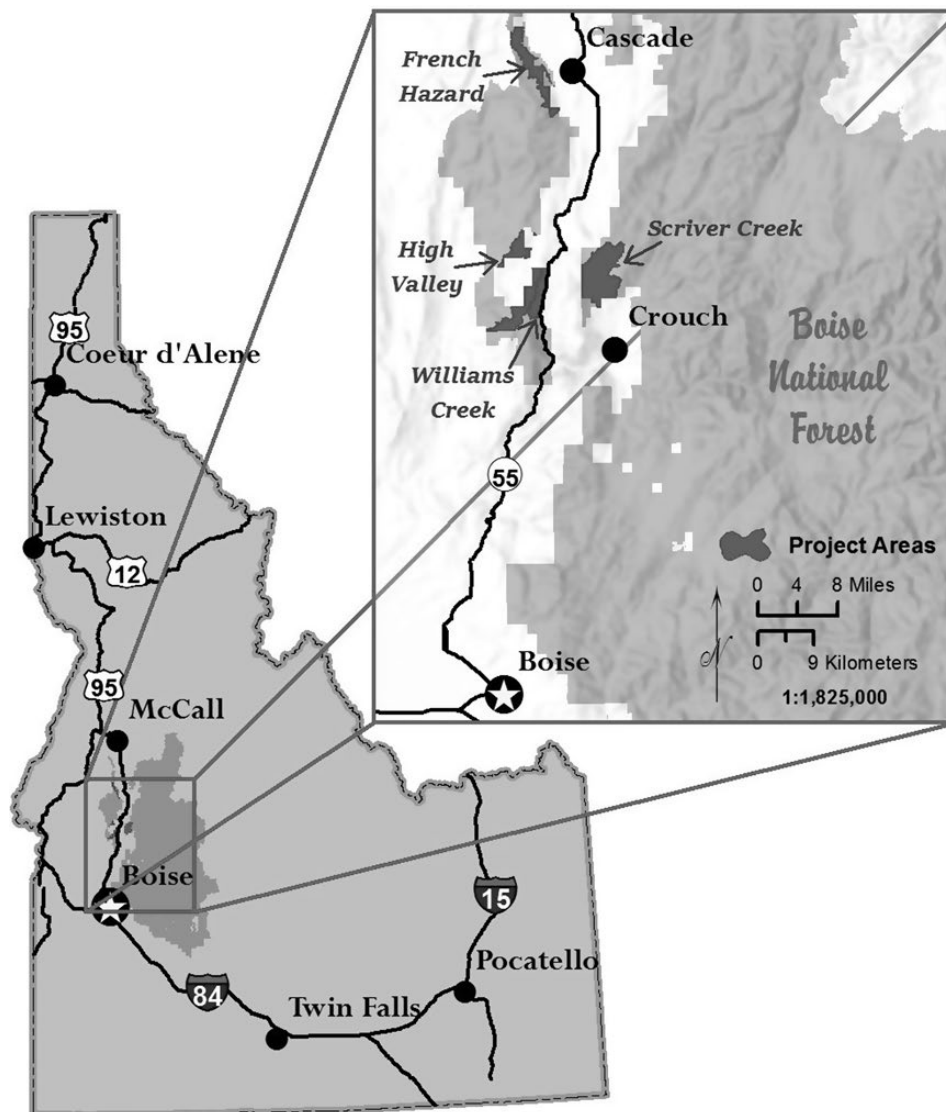 95
Coeur d'Alene
Lewiston
12
95
McCall
Boise
84
Twin Falls
Pocatello
15
Cascade
French
Hazard
High
Valley
Scriver Creek
Crouch
Williams
Creek
Boise
National
Forest
55
Project Areas
0 4 8 Miles
N
0 9 Kilometers
1:1,825,000
Boise